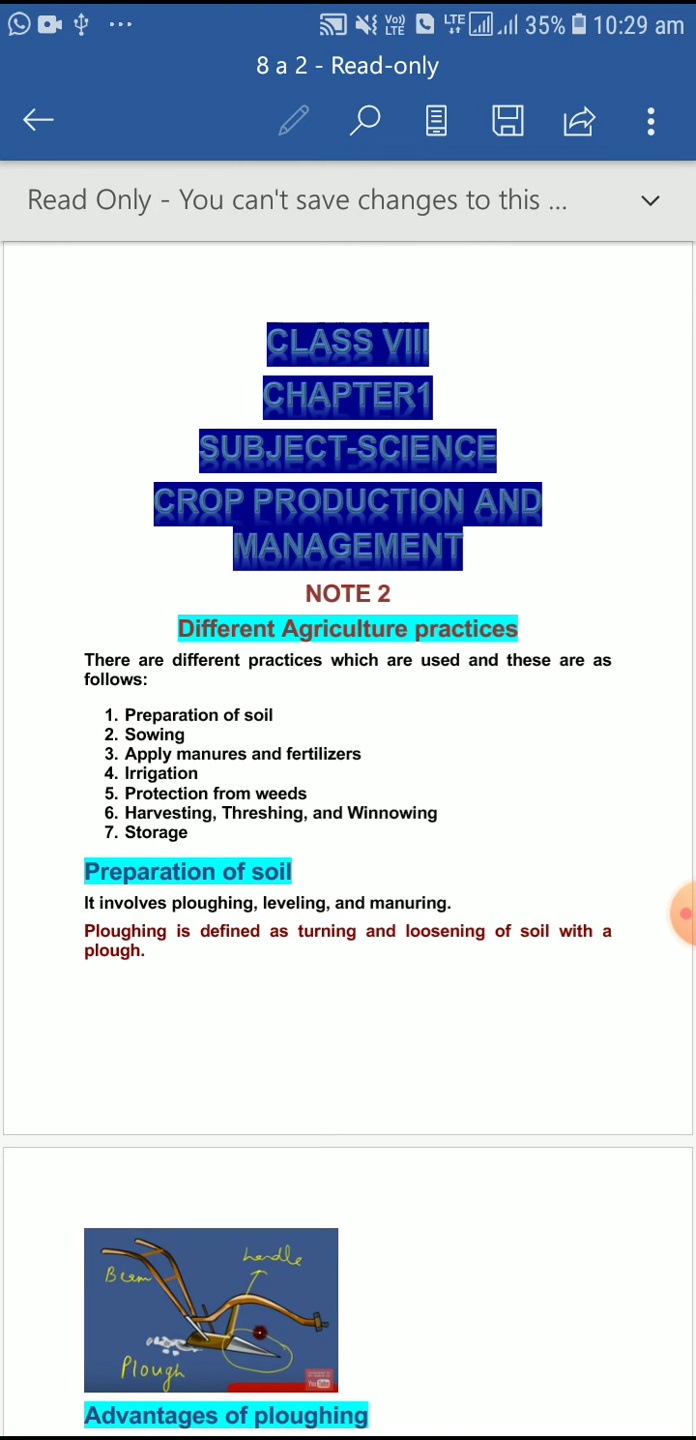 Vo)) LTE LTE 35% 10:29 am
8 a 2 - Read-only
Read Only - You can't save changes to this ...
CLASS VIII
CHAPTER1
SUBJECT-SCIENCE
CROP PRODUCTION AND
MANAGEMENT
NOTE 2
Different Agriculture practices
There are different practices which are used and these are as
follows:
1. Preparation of soil
2. Sowing
3. Apply manures and fertilizers
4. Irrigation
5. Protection from weeds
6. Harvesting, Threshing, and Winnowing
7. Storage
Preparation of soil
It involves ploughing, leveling, and manuring.
Ploughing is defined as turning and loosening of soil with a
plough.
handle
Beam
Plough
YouTube
Advantages of ploughing